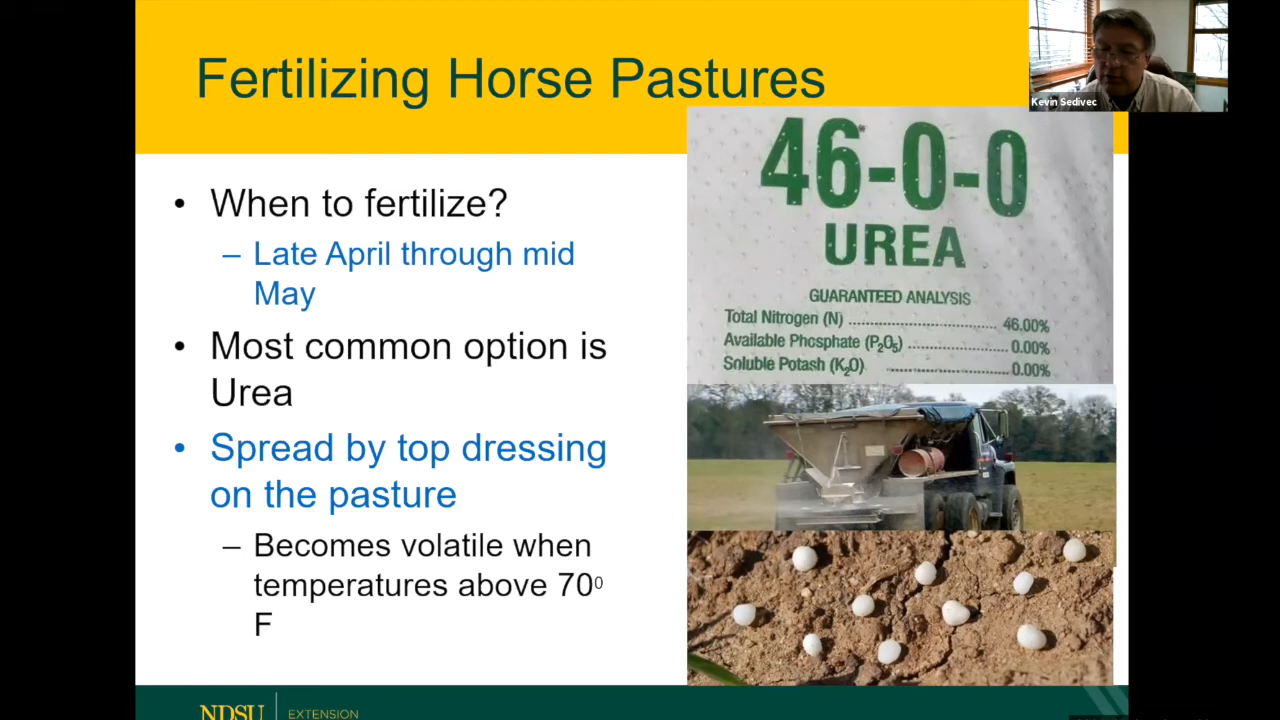 Fertilizing Horse Pastures
Kevin Sedivec
• When to fertilize?
– Late April through mid
May
• Most common option is
Urea
• Spread by top dressing
on the pasture
– Becomes volatile when
temperatures above 70⁰
F
46-0-0
UREA
GUARANTEED ANALYSIS
Total Nitrogen (N) ........................ 46.00%
Available Phosphate (P₂O₅) ................. 0.00%
Soluble Potash (K₂O) ..................... 0.00%
NDSU EXTENSION